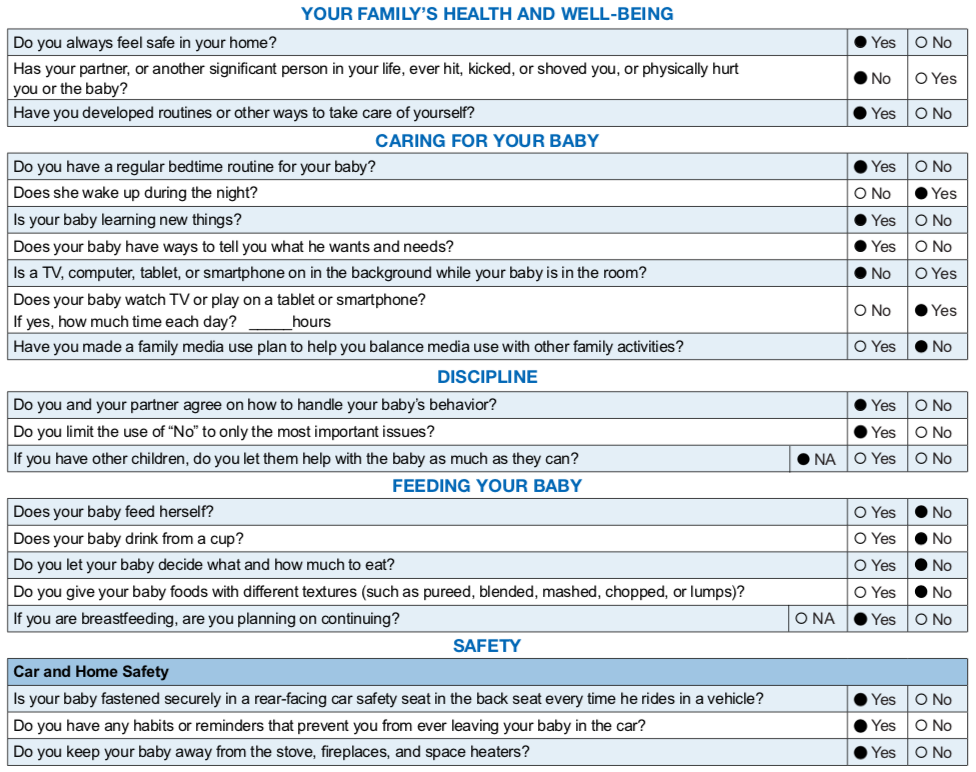 YOUR FAMILY'S HEALTH AND WELL-BEING
Do you always feel safe in your home? ● Yes ○ No
Has your partner, or another significant person in your life, ever hit, kicked, or shoved you, or physically hurt
you or the baby? ● No ○ Yes
Have you developed routines or other ways to take care of yourself? ● Yes ○ No
CARING FOR YOUR BABY
Do you have a regular bedtime routine for your baby? ● Yes ○ No
Does she wake up during the night? ○ No ● Yes
Is your baby learning new things? ● Yes ○ No
Does your baby have ways to tell you what he wants and needs? ● Yes ○ No
Is a TV, computer, tablet, or smartphone on in the background while your baby is in the room? ● No ○ Yes
Does your baby watch TV or play on a tablet or smartphone?
If yes, how much time each day? _____hours ○ No ● Yes
Have you made a family media use plan to help you balance media use with other family activities? ○ Yes ● No
DISCIPLINE
Do you and your partner agree on how to handle your baby's behavior? ● Yes ○ No
Do you limit the use of “No” to only the most important issues? ● Yes ○ No
If you have other children, do you let them help with the baby as much as they can? ● NA ○ Yes ○ No
FEEDING YOUR BABY
Does your baby feed herself? ○ Yes ● No
Does your baby drink from a cup? ○ Yes ● No
Do you let your baby decide what and how much to eat? ○ Yes ● No
Do you give your baby foods with different textures (such as pureed, blended, mashed, chopped, or lumps)? ○ Yes ● No
If you are breastfeeding, are you planning on continuing? ○ NA ● Yes ○ No
SAFETY
Car and Home Safety
Is your baby fastened securely in a rear-facing car safety seat in the back seat every time he rides in a vehicle? ● Yes ○ No
Do you have any habits or reminders that prevent you from ever leaving your baby in the car? ● Yes ○ No
Do you keep your baby away from the stove, fireplaces, and space heaters? ● Yes ○ No